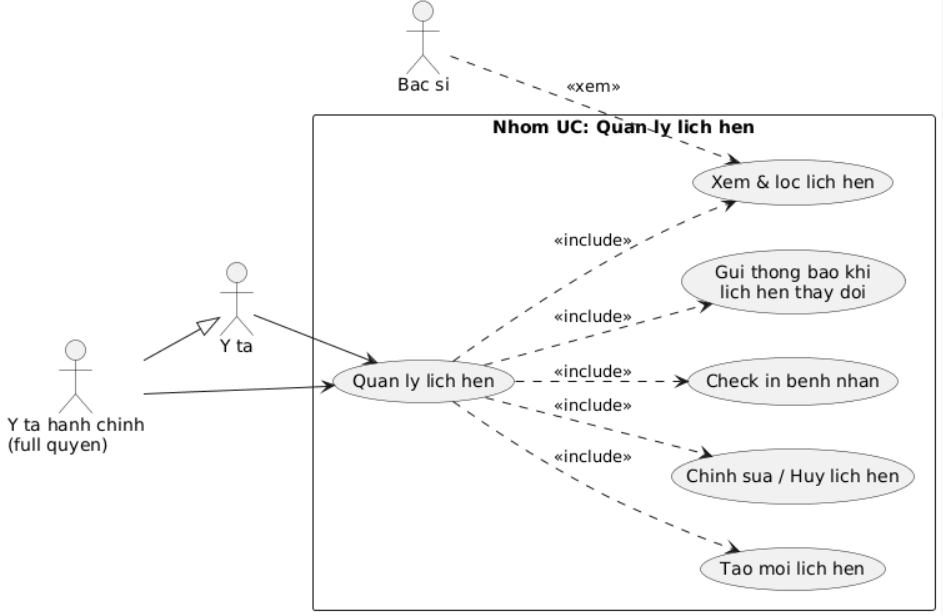 Bac si
«xem»
Nhom UC: Quan ly lich hen
Xem & loc lich hen
«include»
Gui thong bao khi
lich hen thay doi
«include»
Y ta
Quan ly lich hen
«include»
Check in benh nhan
«include»
Y ta hanh chinh
(full quyen)
«include»
Chinh sua / Huy lich hen
Tao moi lich hen